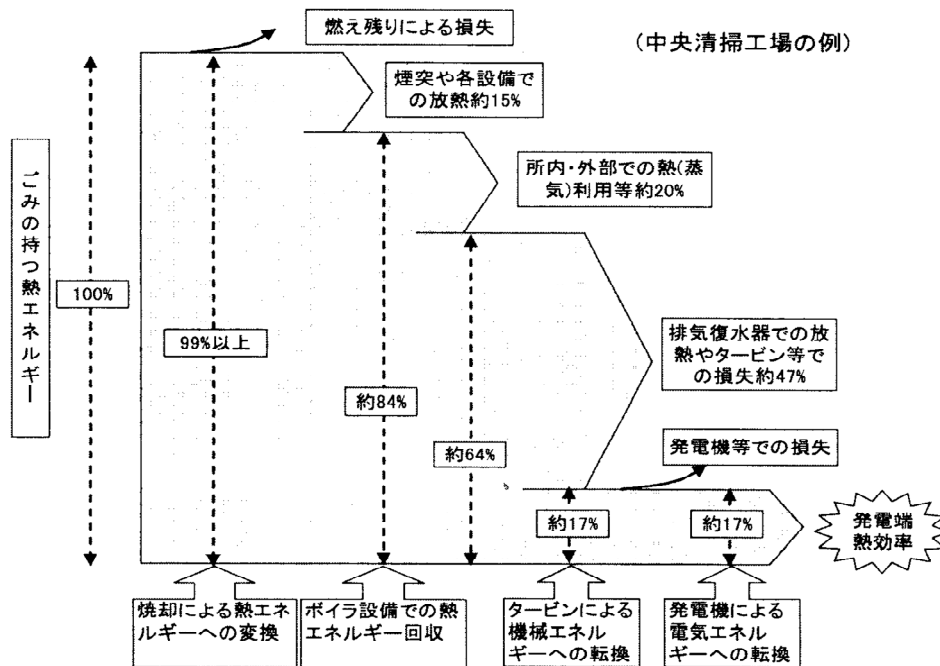 燃え残りによる損失
(中央清掃工場の例)
煙突や各設備で
の放熱約15%
所内・外部での熱(蒸
気)利用等約20%
ごみの持つ熱エネルギー
100%
99%以上
約84%
約64%
排気復水器での放
熱やタービン等で
の損失約47%
発電機等での損失
約17%
約17%
発電端
熱効率
焼却による熱エネ
ルギーへの変換
ボイラ設備での熱
エネルギー回収
タービンによる
機械エネル
ギーへの転換
発電機による
電気エネル
ギーへの転換